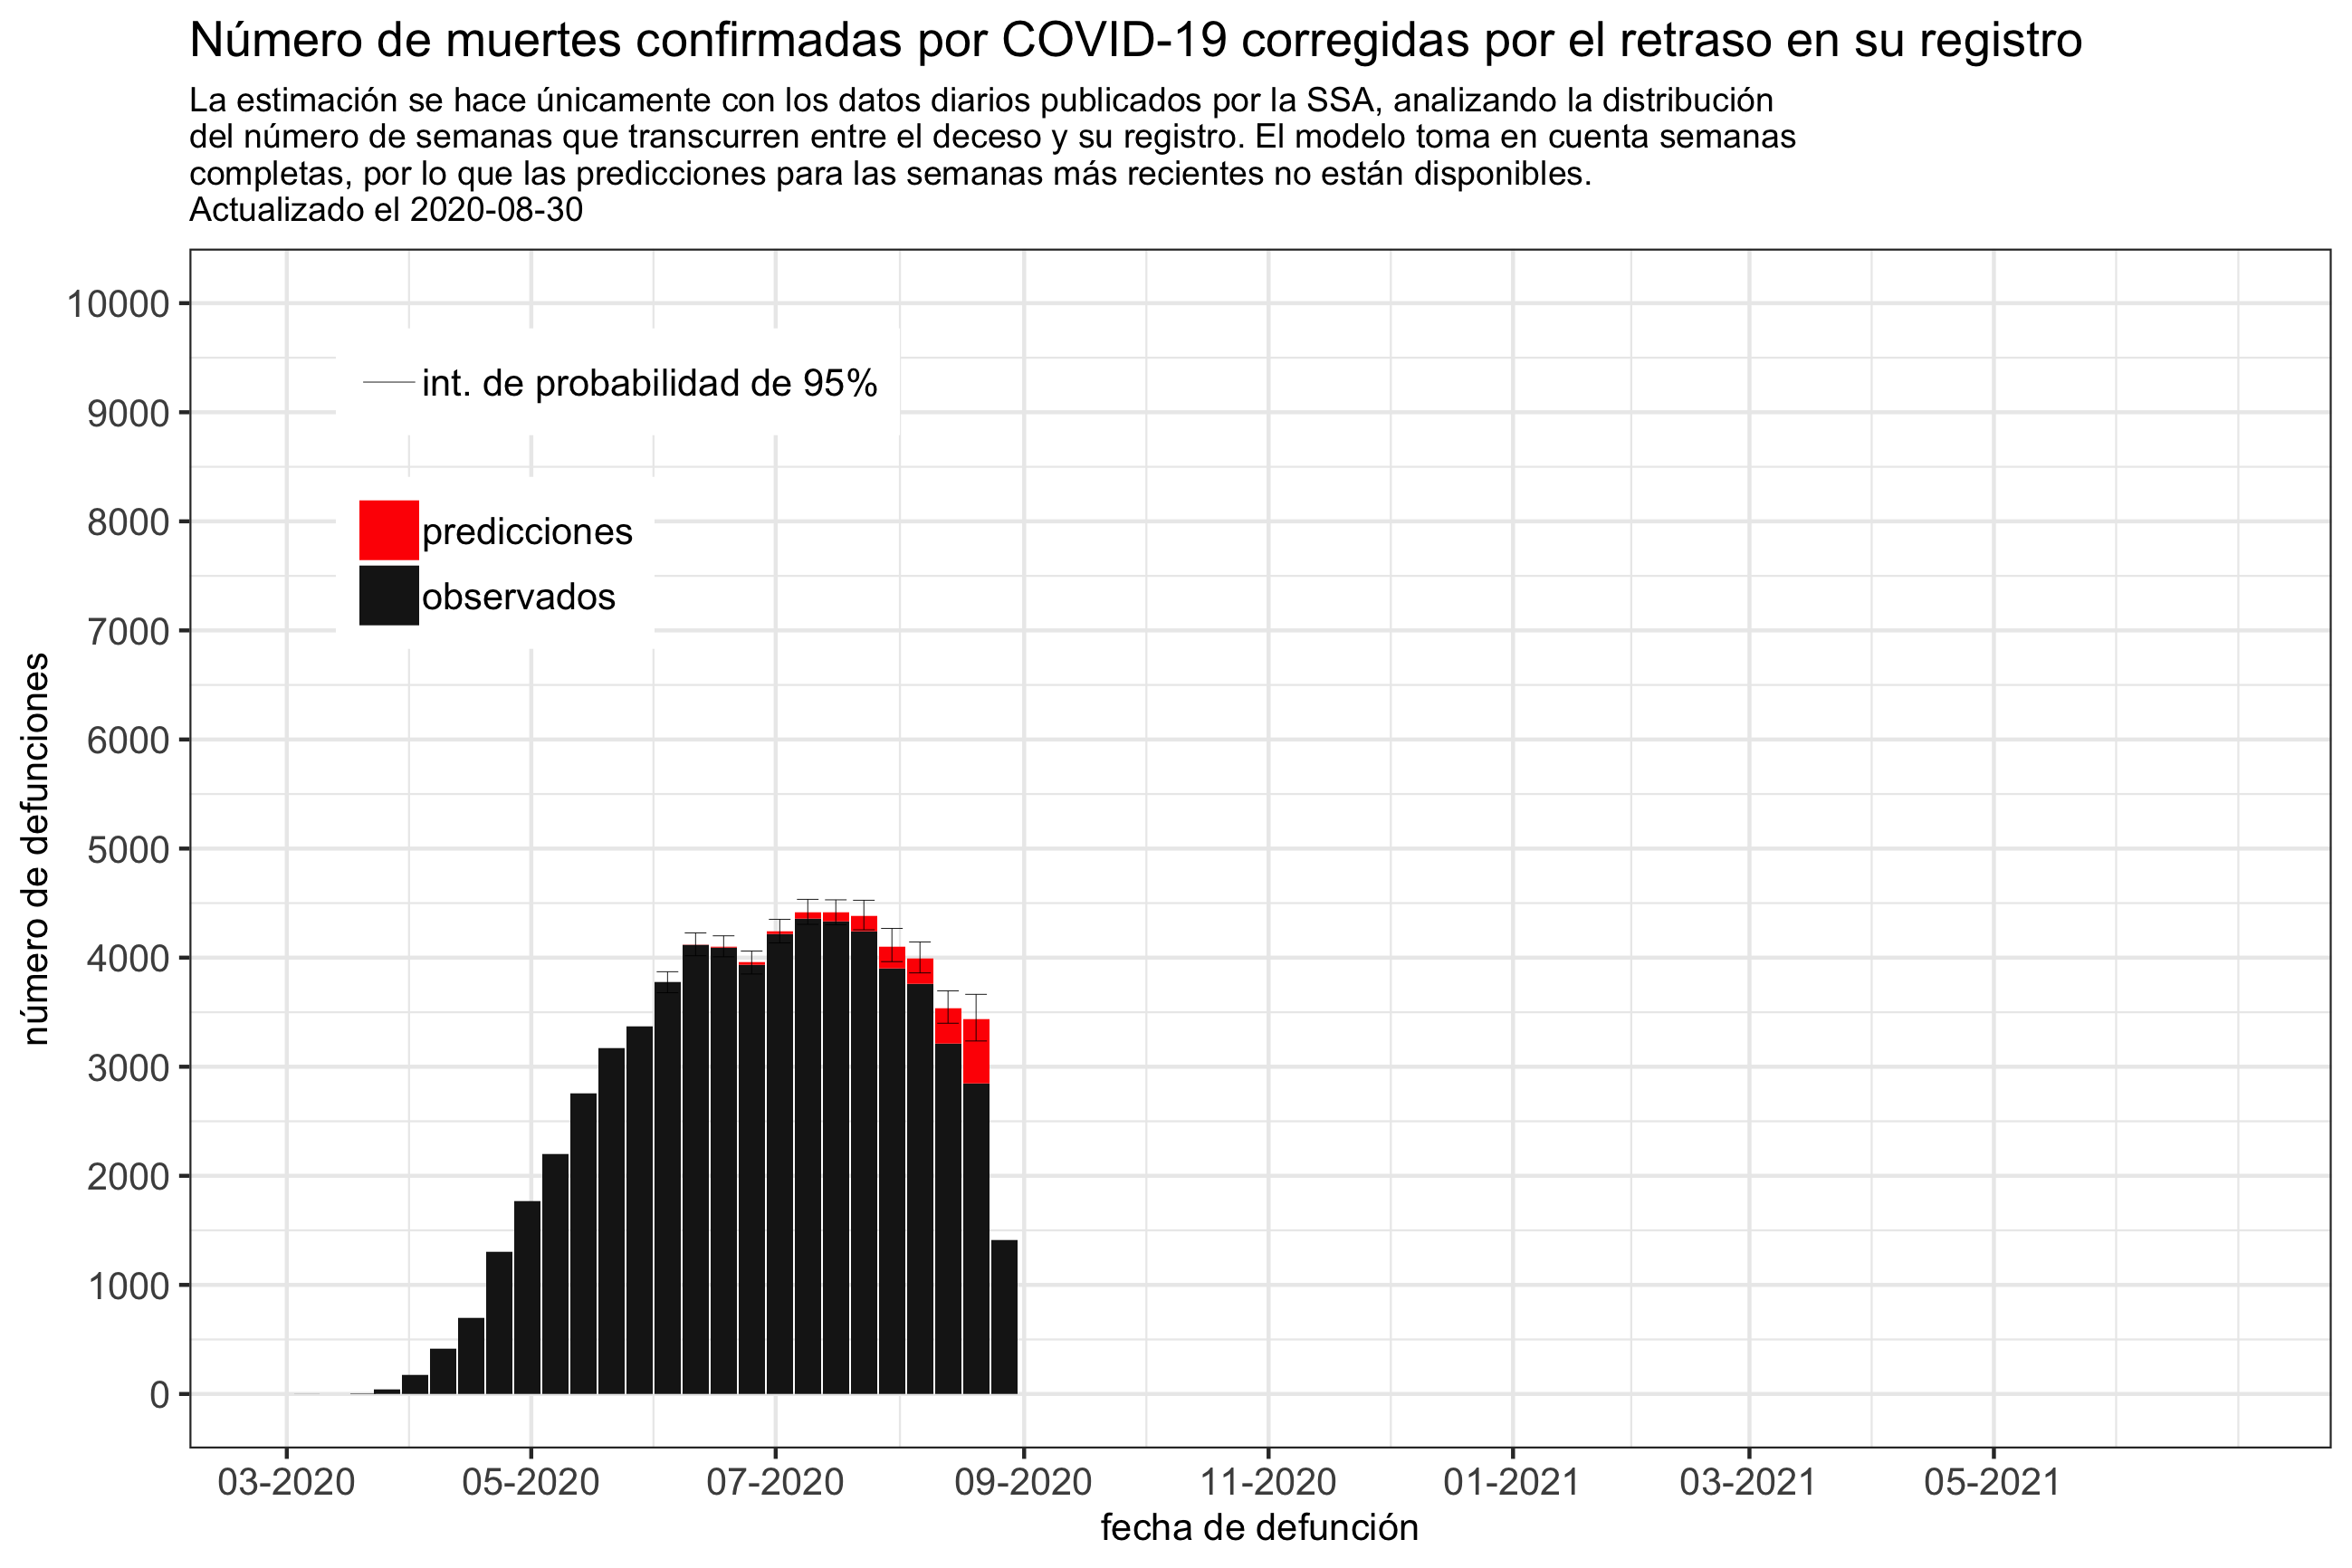 Número de muertes confirmadas por COVID-19 corregidas por el retraso en su registro
La estimación se hace únicamente con los datos diarios publicados por la SSA, analizando la distribución
del número de semanas que transcurren entre el deceso y su registro. El modelo toma en cuenta semanas
completas, por lo que las predicciones para las semanas más recientes no están disponibles.
Actualizado el 2020-08-30
número de defunciones
10000
9000
8000
7000
6000
5000
4000
3000
2000
1000
0
int. de probabilidad de 95%
predicciones
observados
03-2020
05-2020
07-2020
09-2020
11-2020
01-2021
03-2021
05-2021
fecha de defunción